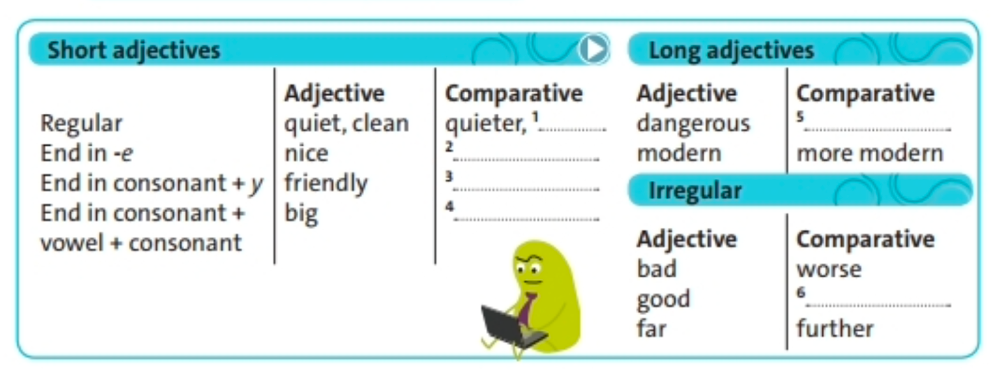 Short adjectives
Adjective Comparative
Regular quiet, clean quieter, 1
End in -e nice 2
End in consonant + y friendly 3
End in consonant + big 4
vowel + consonant
Long adjectives
Adjective Comparative
dangerous 5
modern more modern
Irregular
Adjective Comparative
bad worse
good 6
far further